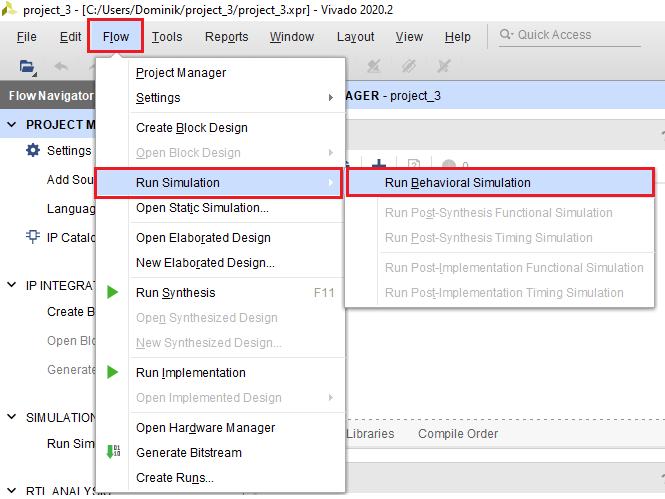 project_3 - [C:/Users/Dominik/project_3/project_3.xpr] - Vivado 2020.2
File Edit Flow Tools Reports Window Layout View Help Quick Access
Flow Navigator
PROJECT M
Settings
Add Sou
Languag
IP Catalo
IP INTEGRAT
Create B
Open Bloc
Generate
SIMULATION
Run Sim
RTL ANALYSI
Project Manager
Settings
Create Block Design
Open Block Design
Run Simulation
Open Static Simulation...
Open Elaborated Design
New Elaborated Design...
Run Synthesis F11
Open Synthesized Design
New Synthesized Design...
Run Implementation
Open Implemented Design
Open Hardware Manager
Generate Bitstream
Create Runs...
AGER - project_3
0
Run Behavioral Simulation
Run Post-Synthesis Functional Simulation
Run Post-Synthesis Timing Simulation
Run Post-Implementation Functional Simulation
Run Post-Implementation Timing Simulation
Libraries Compile Order